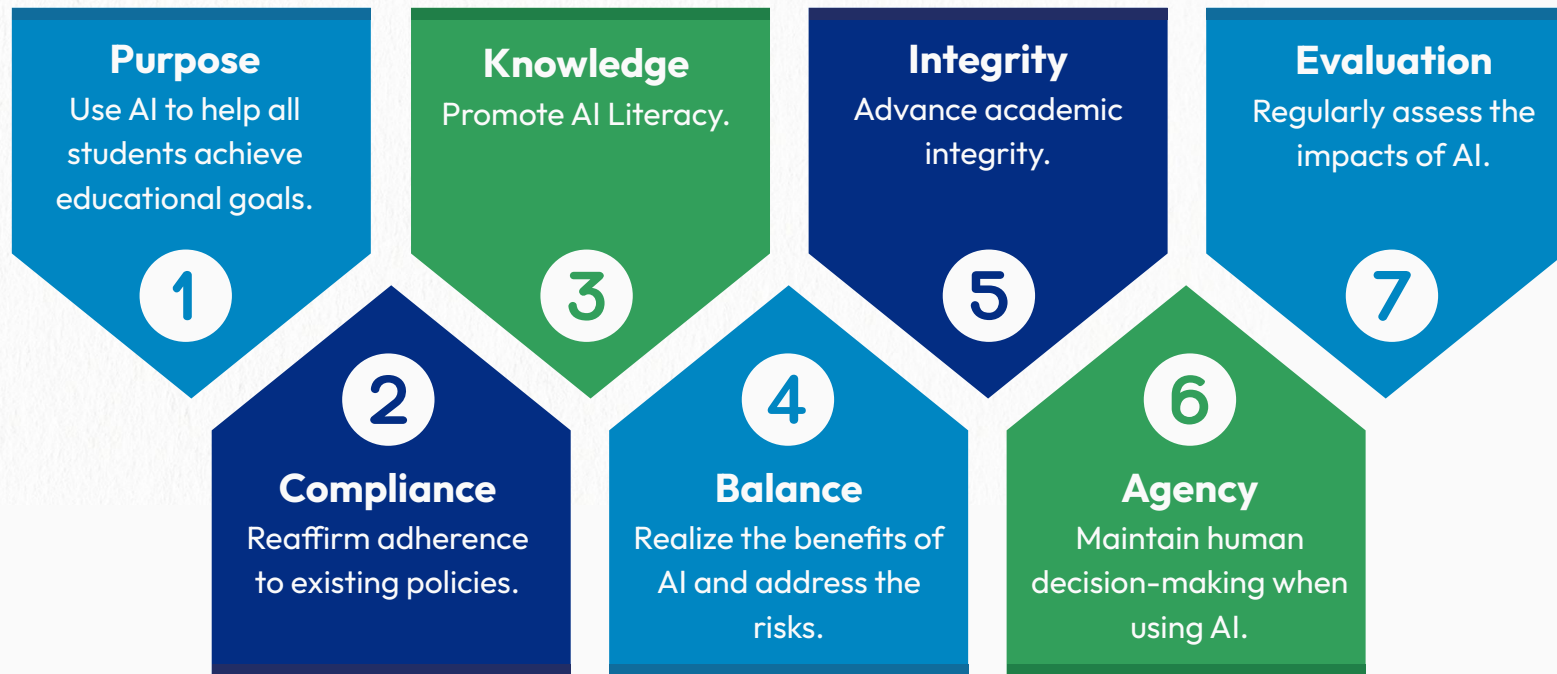 Purpose
Use AI to help all
students achieve
educational goals.
1
2
Compliance
Reaffirm adherence
to existing policies.
Knowledge
Promote AI Literacy.
3
4
Balance
Realize the benefits of
AI and address the
risks.
Integrity
Advance academic
integrity.
5
6
Agency
Maintain human
decision-making when
using AI.
Evaluation
Regularly assess the
impacts of AI.
7